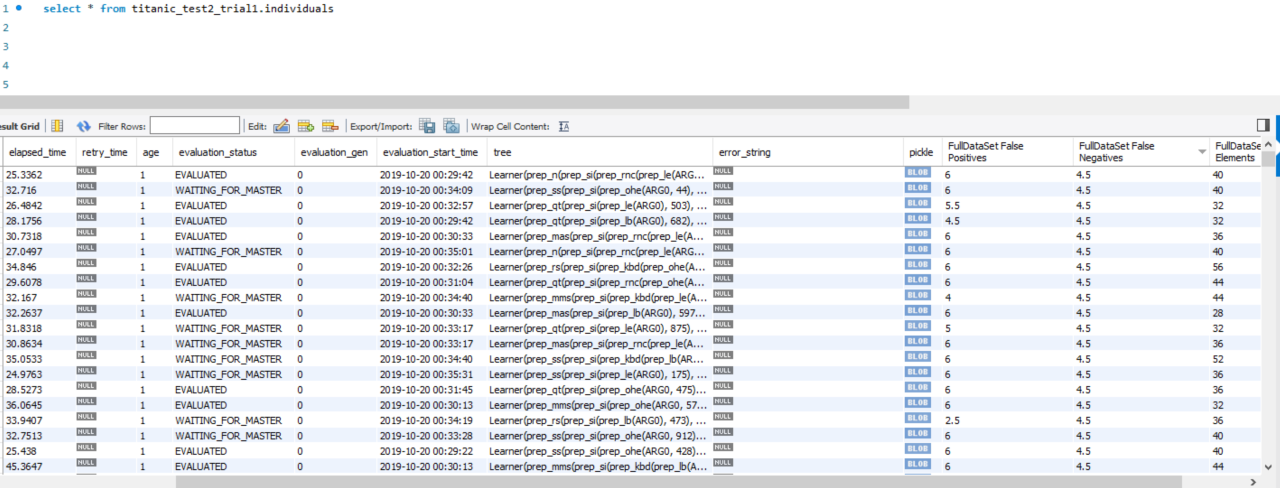 1 select * from titanic_test2_trial1.individuals
2
3
4
5
esult Grid Filter Rows: Edit: Export/Import: Wrap Cell Content:
elapsed_time retry_time age evaluation_status evaluation_gen evaluation_start_time tree error_string pickle FullDataSet False Positives FullDataSet False Negatives FullDataSe Elements
25.3362 NULL 1 EVALUATED 0 2019-10-20 00:29:42 Learner(prep_n(prep_si(prep_rnc(prep_le(ARG... NULL BLOB 6 4.5 40
32.716 NULL 1 WAITING_FOR_MASTER 0 2019-10-20 00:34:09 Learner(prep_ss(prep_si(prep_ohe(ARG0, 44), ... NULL BLOB 6 4.5 40
26.4842 NULL 1 EVALUATED 0 2019-10-20 00:32:57 Learner(prep_qt(prep_si(prep_le(ARG0), 503), ... NULL BLOB 5.5 4.5 32
28.1756 NULL 1 EVALUATED 0 2019-10-20 00:29:42 Learner(prep_qt(prep_si(prep_lb(ARG0), 682), ... NULL BLOB 4.5 4.5 32
30.7318 NULL 1 EVALUATED 0 2019-10-20 00:30:33 Learner(prep_mas(prep_si(prep_rnc(prep_le(A... NULL BLOB 6 4.5 36
27.0497 NULL 1 WAITING_FOR_MASTER 0 2019-10-20 00:35:01 Learner(prep_n(prep_si(prep_rnc(prep_le(ARG... NULL BLOB 6 4.5 40
34.846 NULL 1 EVALUATED 0 2019-10-20 00:32:26 Learner(prep_rs(prep_si(prep_kbd(prep_ohe(A... NULL BLOB 6 4.5 56
29.6078 NULL 1 EVALUATED 0 2019-10-20 00:31:04 Learner(prep_qt(prep_si(prep_rnc(prep_ohe(A... NULL BLOB 6 4.5 44
32.167 NULL 1 WAITING_FOR_MASTER 0 2019-10-20 00:34:40 Learner(prep_mms(prep_si(prep_kbd(prep_le(A... NULL BLOB 4 4.5 44
32.2637 NULL 1 EVALUATED 0 2019-10-20 00:30:33 Learner(prep_mas(prep_si(prep_lb(ARG0), 597... NULL BLOB 6 4.5 28
31.8318 NULL 1 WAITING_FOR_MASTER 0 2019-10-20 00:33:17 Learner(prep_qt(prep_si(prep_le(ARG0), 875), ... NULL BLOB 5 4.5 32
30.8634 NULL 1 WAITING_FOR_MASTER 0 2019-10-20 00:33:17 Learner(prep_mas(prep_si(prep_rnc(prep_le(A... NULL BLOB 6 4.5 36
35.0533 NULL 1 WAITING_FOR_MASTER 0 2019-10-20 00:34:40 Learner(prep_ss(prep_si(prep_kbd(prep_lb(AR... NULL BLOB 6 4.5 52
24.9763 NULL 1 WAITING_FOR_MASTER 0 2019-10-20 00:35:31 Learner(prep_ss(prep_si(prep_le(ARG0), 175), ... NULL BLOB 6 4.5 36
28.5273 NULL 1 EVALUATED 0 2019-10-20 00:31:45 Learner(prep_qt(prep_si(prep_ohe(ARG0, 475)... NULL BLOB 6 4.5 36
36.0645 NULL 1 EVALUATED 0 2019-10-20 00:30:13 Learner(prep_mms(prep_si(prep_ohe(ARG0, 57... NULL BLOB 6 4.5 32
33.9407 NULL 1 WAITING_FOR_MASTER 0 2019-10-20 00:34:19 Learner(prep_rs(prep_si(prep_lb(ARG0), 473), ... NULL BLOB 2.5 4.5 36
32.7513 NULL 1 WAITING_FOR_MASTER 0 2019-10-20 00:33:28 Learner(prep_ss(prep_si(prep_ohe(ARG0, 912)... NULL BLOB 6 4.5 40
25.438 NULL 1 EVALUATED 0 2019-10-20 00:29:22 Learner(prep_ss(prep_si(prep_ohe(ARG0, 428)... NULL BLOB 6 4.5 40
45.3647 NULL 1 EVALUATED 0 2019-10-20 00:30:13 Learner(prep_mms(prep_si(prep_kbd(prep_lb(A... NULL BLOB 6 4.5 44